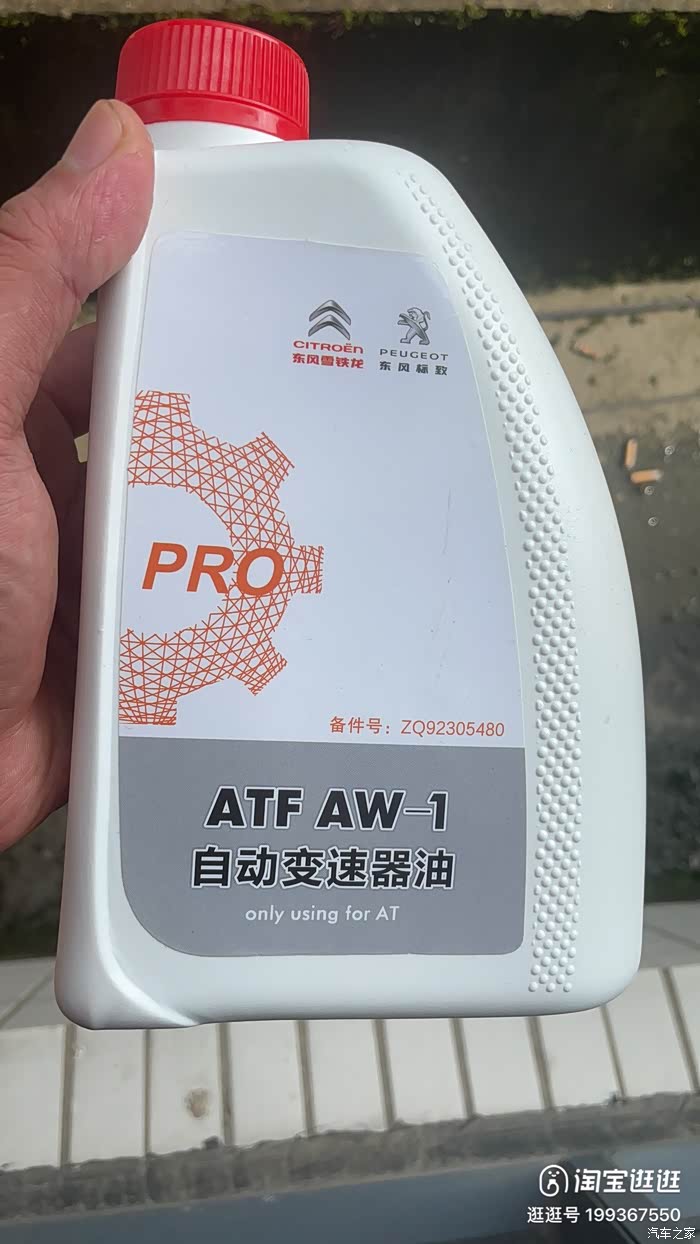 CITROËN
东风雪铁龙
PEUGEOT
东风标致
PRO
备件号：ZQ92305480
ATF AW-1
自动变速器油
only using for AT
淘宝逛逛
逛逛号 199367550
汽车之家